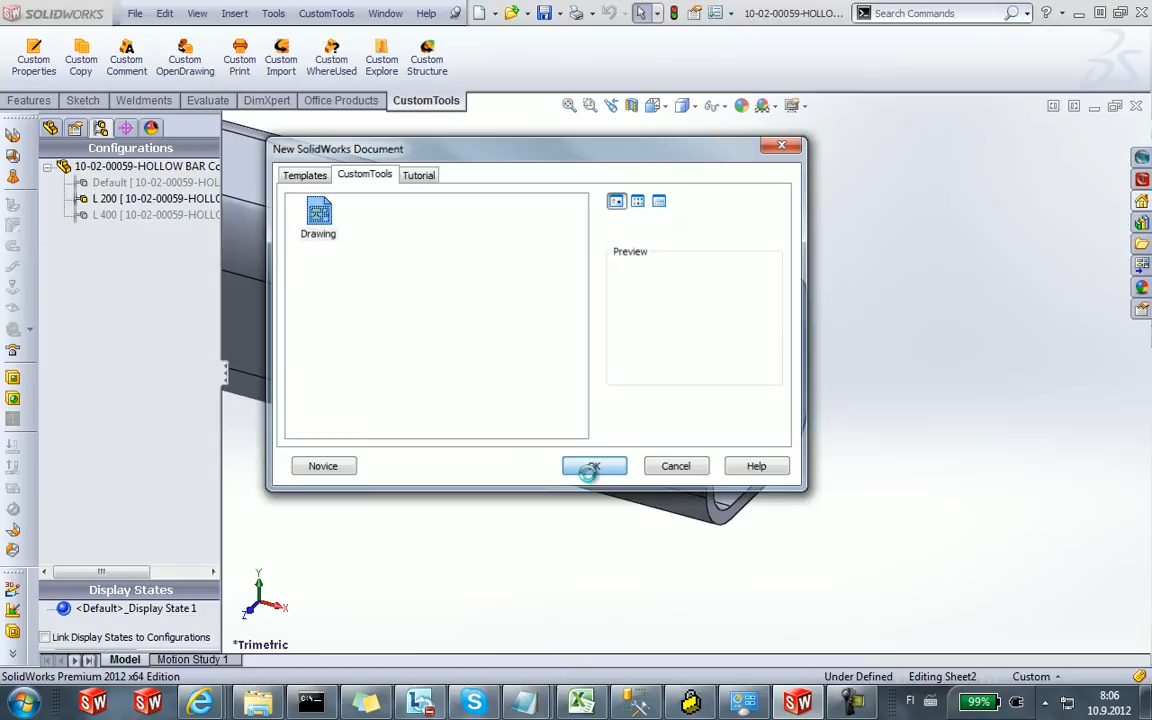 SOLIDWORKS File Edit View Insert Tools CustomTools Window Help 10-02-00059-HOLLO... Search Commands
Custom Properties
Custom Copy
Custom Comment
Custom OpenDrawing
Custom Print
Custom Import
Custom WhereUsed
Custom Explore
Custom Structure
Features Sketch Weldments Evaluate DimXpert Office Products CustomTools
Configurations
10-02-00059-HOLLOW BAR Co
Default [ 10-02-00059-HOL
L 200 [ 10-02-00059-HOLLC
L 400 [ 10-02-00059-HOLLC
New SolidWorks Document
Templates CustomTools Tutorial
Drawing
Preview
Novice OK Cancel Help
Display States
<Default>_Display State 1
Link Display States to Configurations
Y
X
Z
*Trimetric
Model Motion Study 1
SolidWorks Premium 2012 x64 Edition Under Defined Editing Sheet2 Custom
FI 99% 8:06
10.9.2012